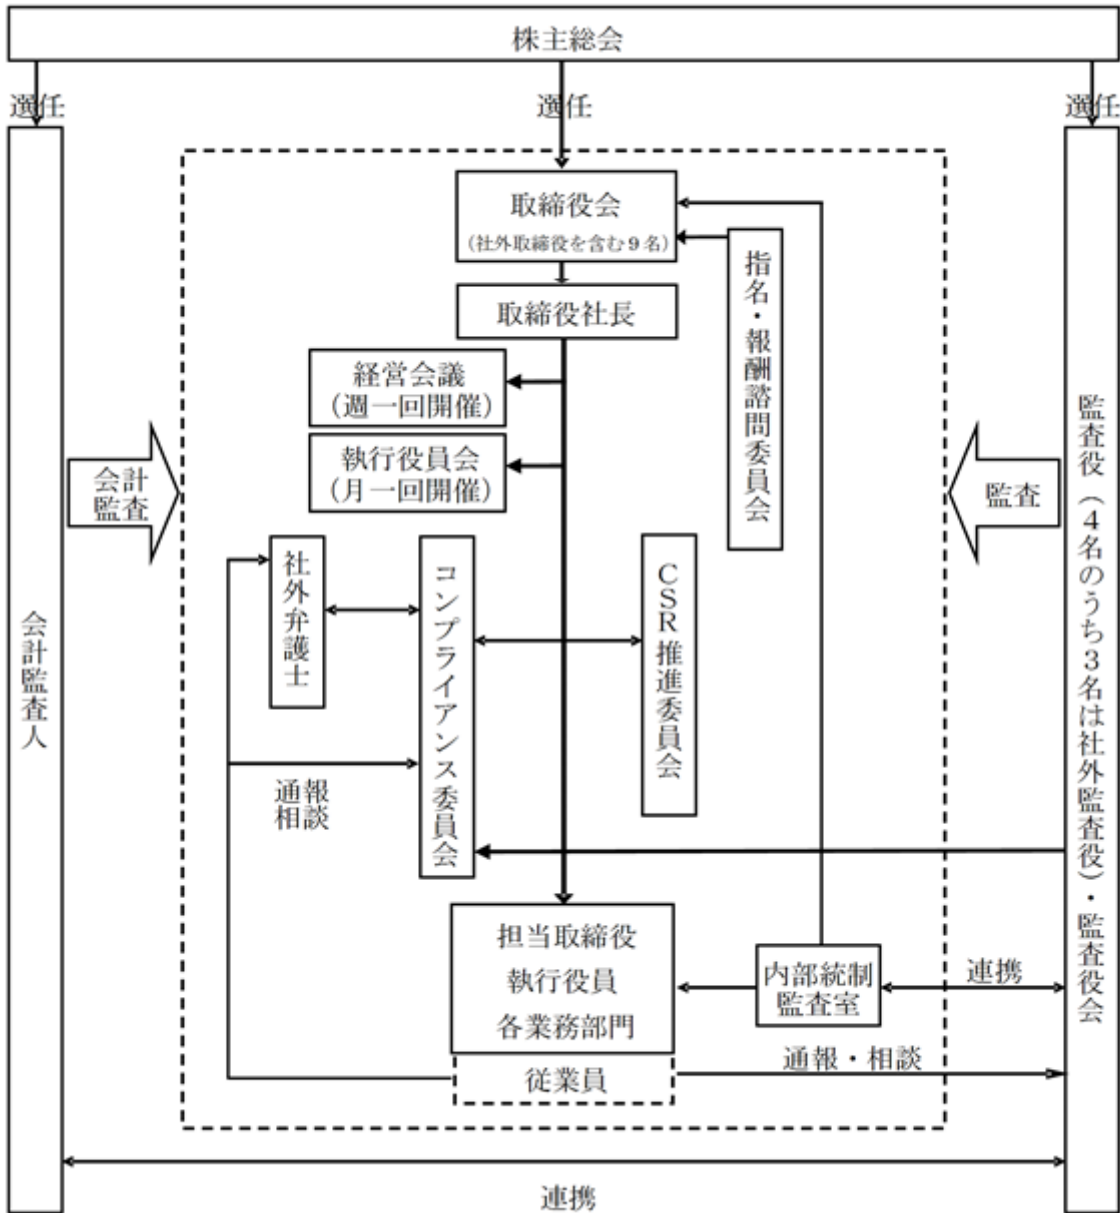 株主総会
選任
選任
選任
取締役会
（社外取締役を含む９名）
取締役社長
指名・報酬諮問委員会
経営会議
（週一回開催）
執行役員会
（月一回開催）
会計
監査
監査
社外弁護士
コンプライアンス委員会
CSR推進委員会
会計監査人
監査役（４名のうち３名は社外監査役）・監査役会
通報
相談
担当取締役
執行役員
各業務部門
従業員
内部統制
監査室
連携
通報・相談
連携